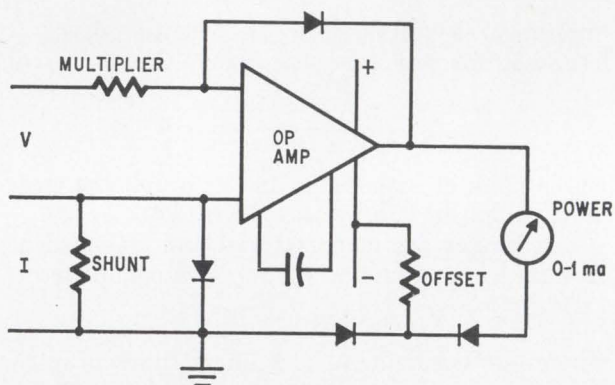 MULTIPLIER
V
I
SHUNT
OP
AMP
+
-
OFFSET
POWER
0-1 ma